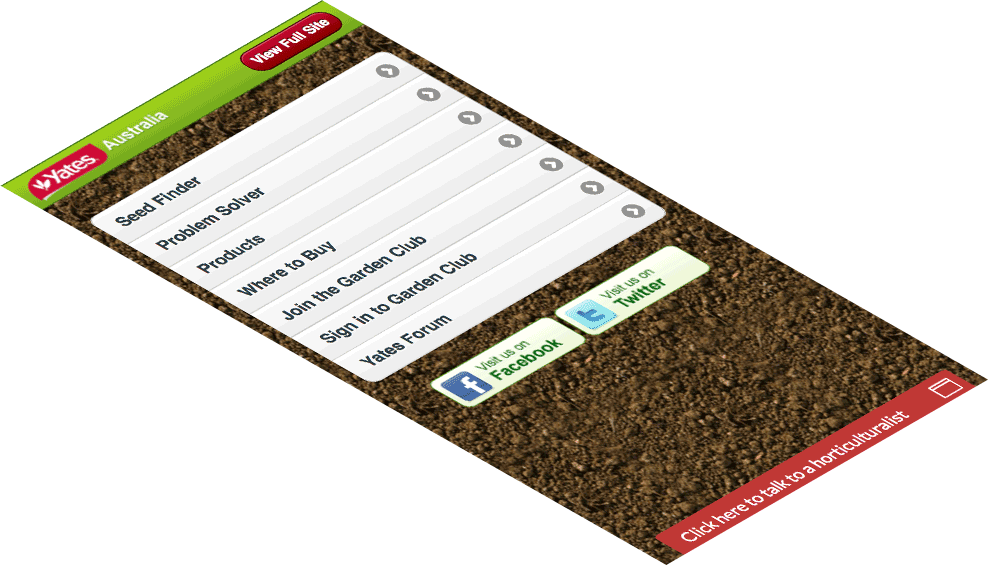 Yates
Australia
View Full Site
Seed Finder
Problem Solver
Products
Where to Buy
Join the Garden Club
Sign in to Garden Club
Yates Forum
Visit us on
Facebook
Visit us on
Twitter
Click here to talk to a horticulturalist